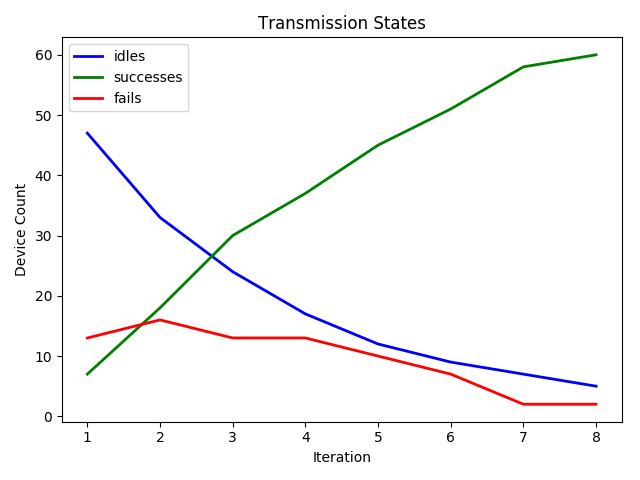 Transmission States
idles
successes
fails
Device Count
60
50
40
30
20
10
0
1 2 3 4 5 6 7 8
Iteration